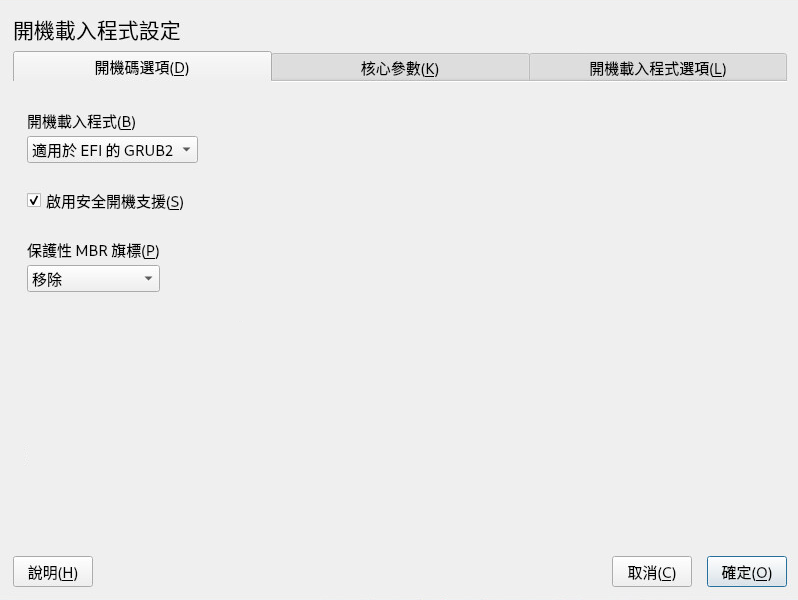 開機載入程式設定
開機碼選項(D)
核心參數(K)
開機載入程式選項(L)
開機載入程式(B)
適用於 EFI 的 GRUB2
啟用安全開機支援(S)
保護性 MBR 旗標(P)
移除
說明(H)
取消(C)
確定(O)